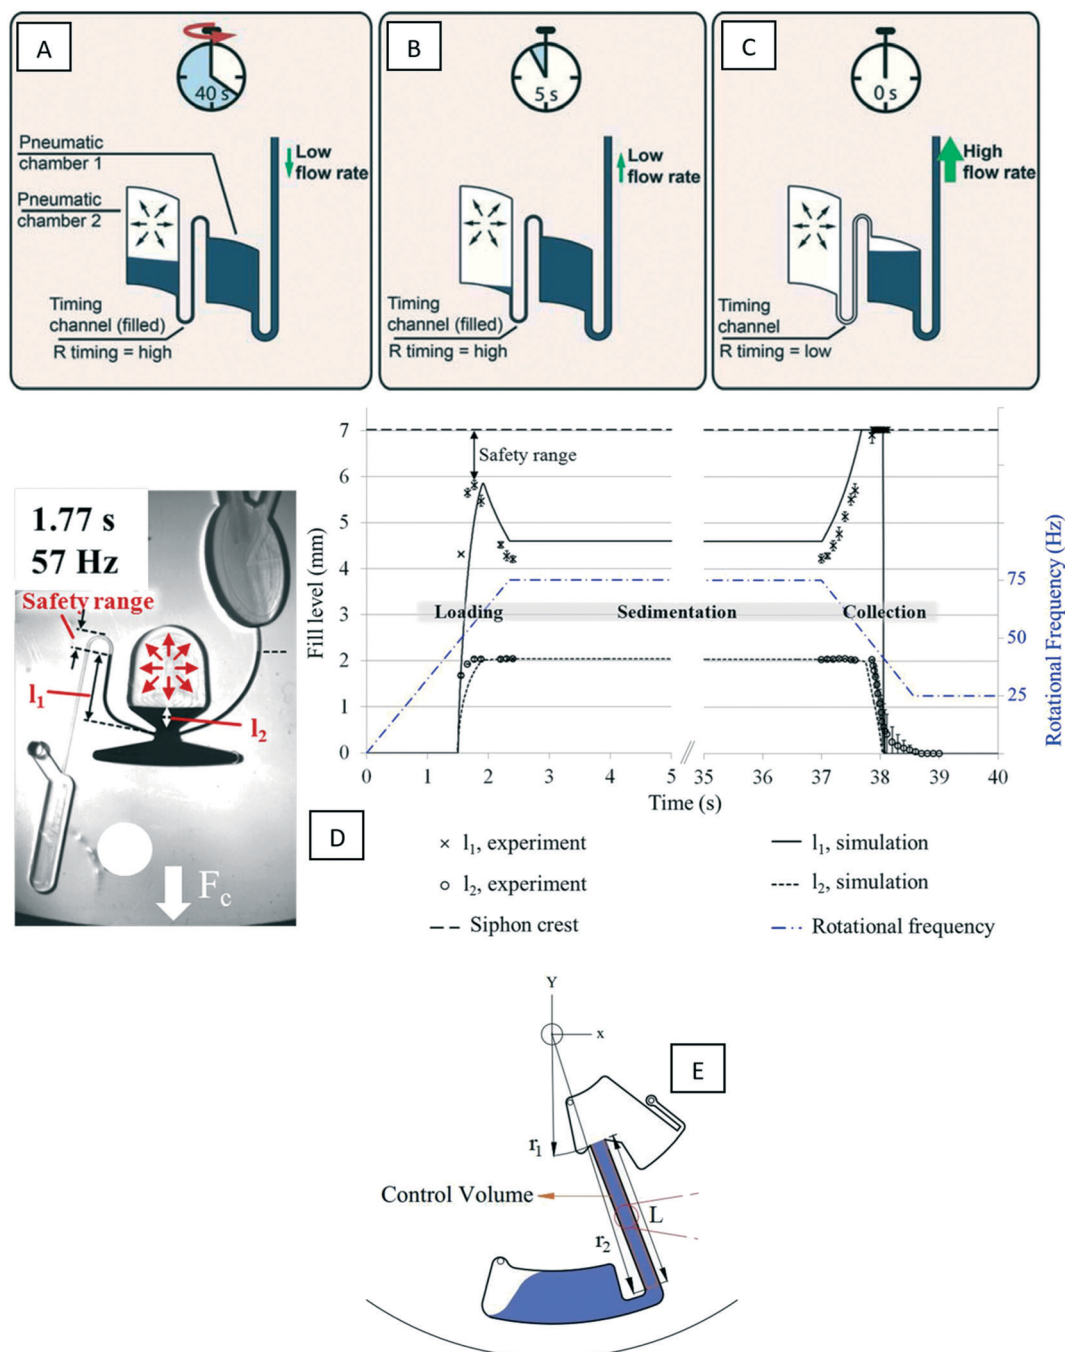 A
40 s
Pneumatic
chamber 1
Pneumatic
chamber 2
Low
flow rate
Timing
channel (filled)
R timing = high
B
5 s
Low
flow rate
Timing
channel (filled)
R timing = high
C
0 s
High
flow rate
Timing
channel
R timing = low
1.77 s
57 Hz
Safety range
l₁
l₂
F_c
7
6
5
4
3
2
1
0
Fill level (mm)
Safety range
Loading
Sedimentation
Collection
75
50
25
Rotational Frequency (Hz)
0
1
2
3
4
5
35
36
37
38
39
40
Time (s)
D
l₁, experiment
l₂, experiment
Siphon crest
l₁, simulation
l₂, simulation
Rotational frequency
Y
x
E
r₁
Control Volume
L
r₂